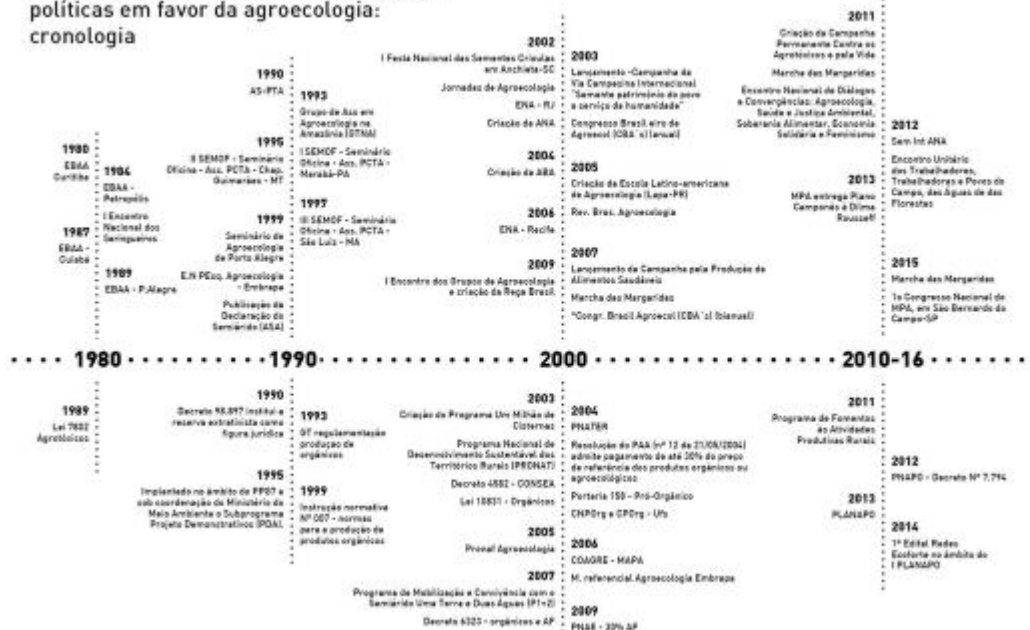 políticas em favor da agroecologia:
cronologia
1980
EBAA
Curitiba
1984
EBAA -
Petropólis
I Encontro
Nacional dos
Seringueiros
1987
EBAA -
Cuiabá
1989
EBAA - P.Alegre
1990
AS-PTA
1993
Grupo de Ass em
Agroecologia na
Amazônia (GTNA)
1995
II SEMOF - Seminário
Oficina - Ass. PCTA - Chap.
Guimarães - MT
I SEMOF - Seminário
Oficina - Ass. PCTA -
Marabá-PA
1997
III SEMOF - Seminário
Oficina - Ass. PCTA -
São Luiz - MA
1999
Seminário de
Agroecologia
de Porto Alegre
E.N PEsq. Agroecologia
- Embrapa
Publicação da
Declaração do
Semiárido (ASA)
2002
I Festa Nacional das Sementes Crioulas
em Anchieta-SC
Jornadas de Agroecologia
ENA - RJ
Criação da ANA
2003
Lançamento -Campanha da
Via Campesina Internacional
"Semente patrimônio do povo
a serviço da humanidade"
Congresso Brasil eiro de
Agroecol (CBA´s) (anual)
2004
Criação da ABA
2005
Criação da Escola Latino-americana
de Agroecologia (Lapa-PR)
Rev. Bras. Agroecologia
2006
ENA - Recife
2007
Lançamento da Campanha pela Produção de
Alimentos Saudáveis
Marcha das Margaridas
*Congr. Brasil Agroecol (CBA´s) (bianual)
2009
I Encontro dos Grupos de Agroecologia
e criação da Rega Brasil
2011
Criação da Campanha
Permanente Contra os
Agrotóxicos e pela Vida
Marcha das Margaridas
Encontro Nacional de Diálogos
e Convergências: Agroecologia,
Saúde e Justiça Ambiental,
Soberania Alimentar, Economia
Solidária e Feminismo
2012
Sem Int ANA
Encontro Unitário
dos Trabalhadores,
Trabalhadoras e Povos do
Campo, das Águas de das
Florestas
2013
MPA entrega Plano
Camponês à Dilma
Rousseff
2015
Marcha das Margaridas
1o Congresso Nacional do
MPA, em São Bernardo do
Campo-SP
1980 1990 2000 2010-16
1989
Lei 7802
Agrotóxicos
1990
Decreto 98.897 institui a
reserva extrativista como
figura jurídica
1993
GT regulamentação
produção de
orgânicos
1995
Implantado no âmbito do PPG7 e
sob coordenação do Ministério do
Meio Ambiente o Subprograma
Projeto Demonstrativos (PDA).
1999
Instrução normativa
Nº 007 - normas
para a produção de
produtos orgânicos
2003
Criação do Programa Um Milhão de
Cisternas
Programa Nacional de
Desenvolvimento Sustentável dos
Territórios Rurais (PRONAT)
Decreto 4582 - CONSEA
Lei 10831 - Orgânicos
2004
PNATER
Resolução do PAA (nº 12 de 21/05/2004)
admite pagamento de até 30% do preço
de referência dos produtos orgânicos ou
agroecológicos
Portaria 158 - Pró-Orgânico
CNPOrg e CPOrg - Ufs
2005
Pronaf Agroecologia
2006
COAGRE - MAPA
M. referencial Agroecologia Embrapa
2007
Programa de Mobilização e Convivência com o
Semiárido Uma Terra e Duas Águas (P1+2)
Decreto 6323 - orgânicos e AF
2009
PNAE - 30% AF
2011
Programa de Fomentos
às Atividades
Produtivas Rurais
2012
PNAPO - Decreto Nº 7.794
2013
PLANAPO
2014
1º Edital Redes
Ecoforte no âmbito do
I PLANAPO